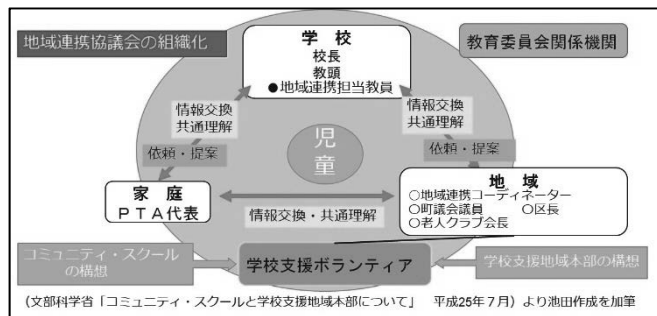 地域連携協議会の組織化
学　校
校長
教頭
●地域連携担当教員
教育委員会関係機関
情報交換
共通理解
情報交換
共通理解
児童
依頼・提案
依頼・提案
家　庭
ＰＴＡ代表
情報交換・共通理解
地　域
○地域連携コーディネーター
○町議会議員　○区長
○老人クラブ会長
コミュニティ・スクール
の構想
学校支援ボランティア
学校支援地域本部の構想
(文部科学省「コミュニティ・スクールと学校支援地域本部について」　平成25年７月）より池田作成を加筆